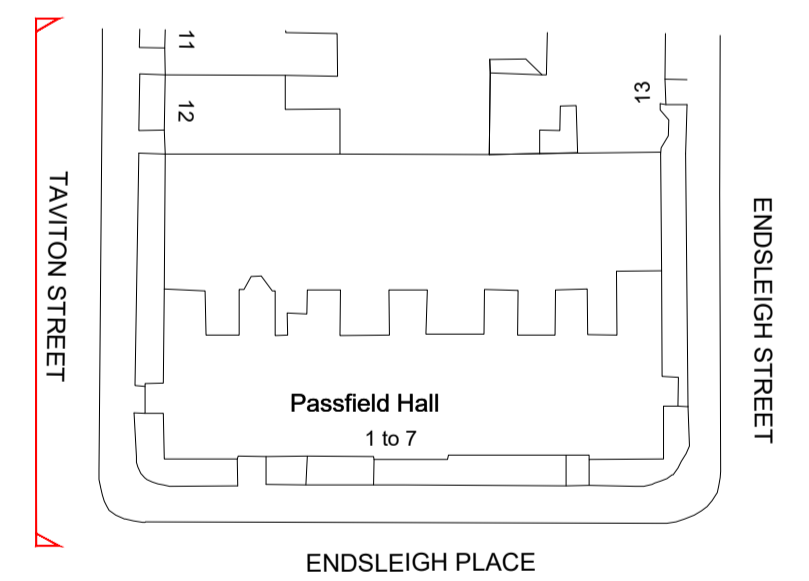 11
12
13
TAVITON STREET
ENDSLEIGH STREET
Passfield Hall
1 to 7
ENDSLEIGH PLACE